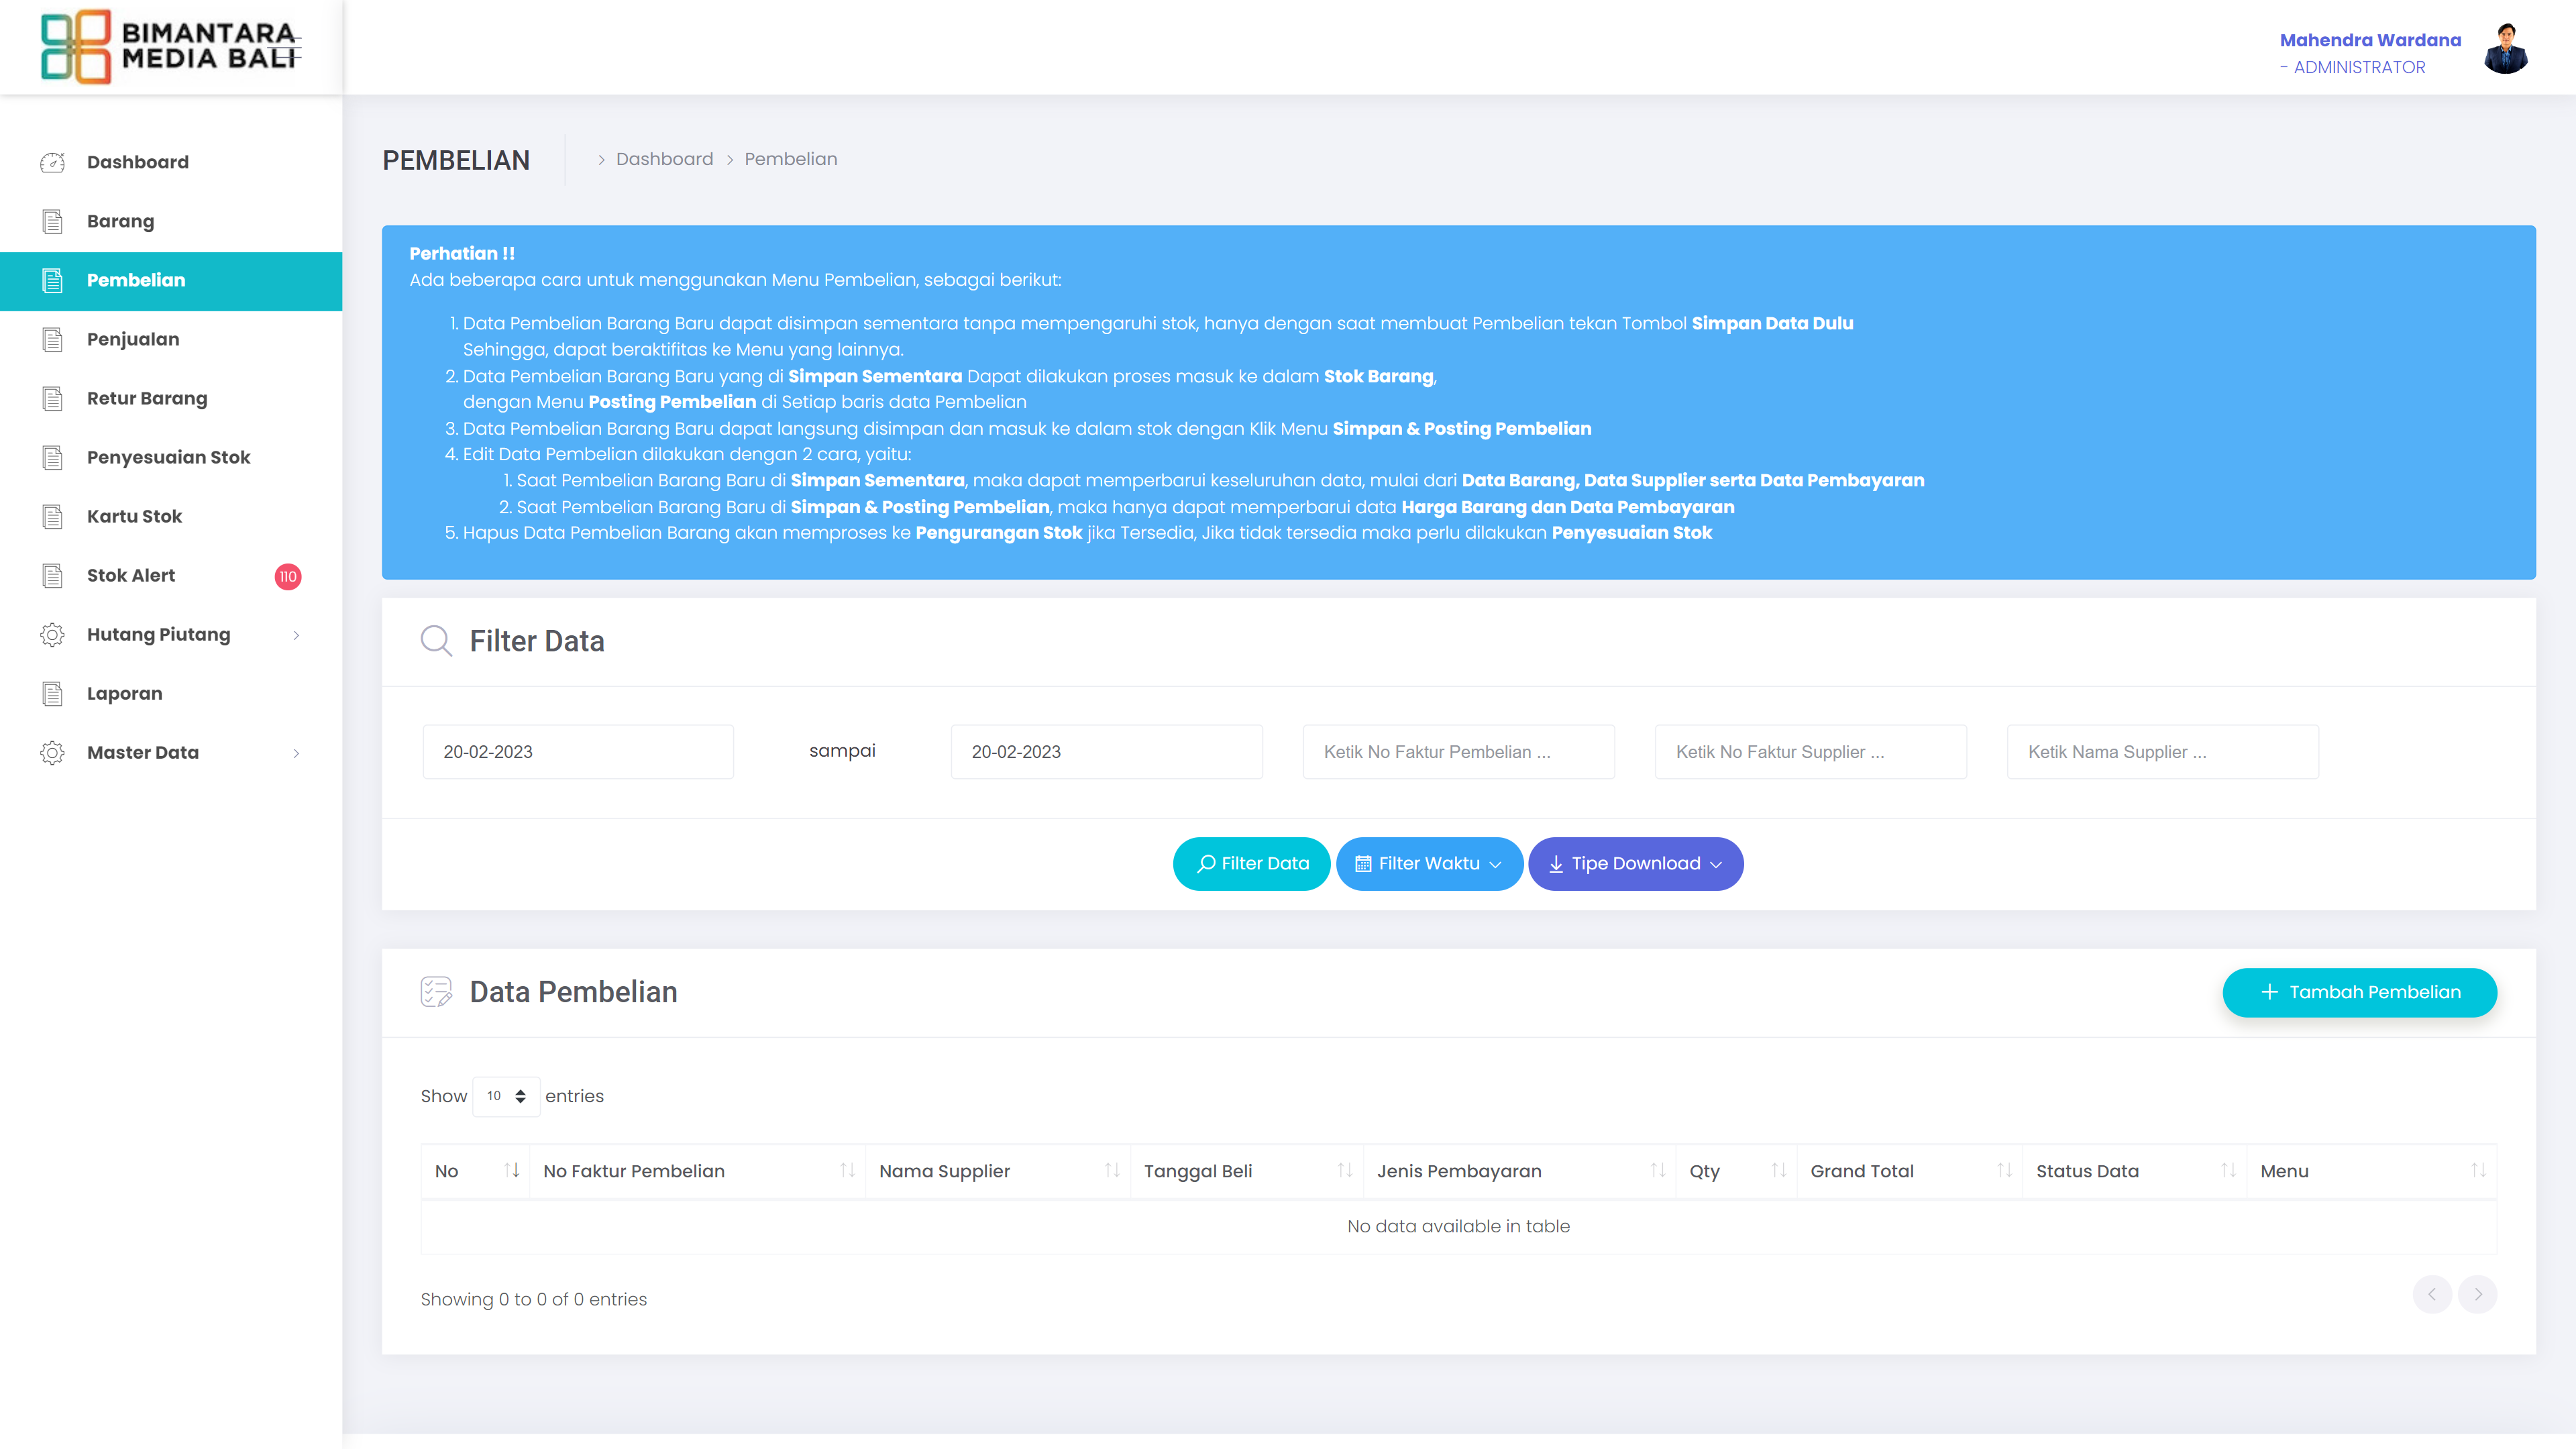 BIMANTARA
MEDIA BALI
Mahendra Wardana
- ADMINISTRATOR
Dashboard
Barang
Pembelian
Penjualan
Retur Barang
Penyesuaian Stok
Kartu Stok
Stok Alert 110
Hutang Piutang
Laporan
Master Data
PEMBELIAN > Dashboard > Pembelian
Perhatian !!
Ada beberapa cara untuk menggunakan Menu Pembelian, sebagai berikut:
1. Data Pembelian Barang Baru dapat disimpan sementara tanpa mempengaruhi stok, hanya dengan saat membuat Pembelian tekan Tombol Simpan Data Dulu
Sehingga, dapat beraktifitas ke Menu yang lainnya.
2. Data Pembelian Barang Baru yang di Simpan Sementara Dapat dilakukan proses masuk ke dalam Stok Barang,
dengan Menu Posting Pembelian di Setiap baris data Pembelian
3. Data Pembelian Barang Baru dapat langsung disimpan dan masuk ke dalam stok dengan Klik Menu Simpan & Posting Pembelian
4. Edit Data Pembelian dilakukan dengan 2 cara, yaitu:
1. Saat Pembelian Barang Baru di Simpan Sementara, maka dapat memperbarui keseluruhan data, mulai dari Data Barang, Data Supplier serta Data Pembayaran
2. Saat Pembelian Barang Baru di Simpan & Posting Pembelian, maka hanya dapat memperbarui data Harga Barang dan Data Pembayaran
5. Hapus Data Pembelian Barang akan memproses ke Pengurangan Stok jika Tersedia, Jika tidak tersedia maka perlu dilakukan Penyesuaian Stok
Filter Data
20-02-2023 sampai 20-02-2023 Ketik No Faktur Pembelian ... Ketik No Faktur Supplier ... Ketik Nama Supplier ...
Filter Data Filter Waktu Tipe Download
Data Pembelian
Tambah Pembelian
Show 10 entries
No No Faktur Pembelian Nama Supplier Tanggal Beli Jenis Pembayaran Qty Grand Total Status Data Menu
No data available in table
Showing 0 to 0 of 0 entries